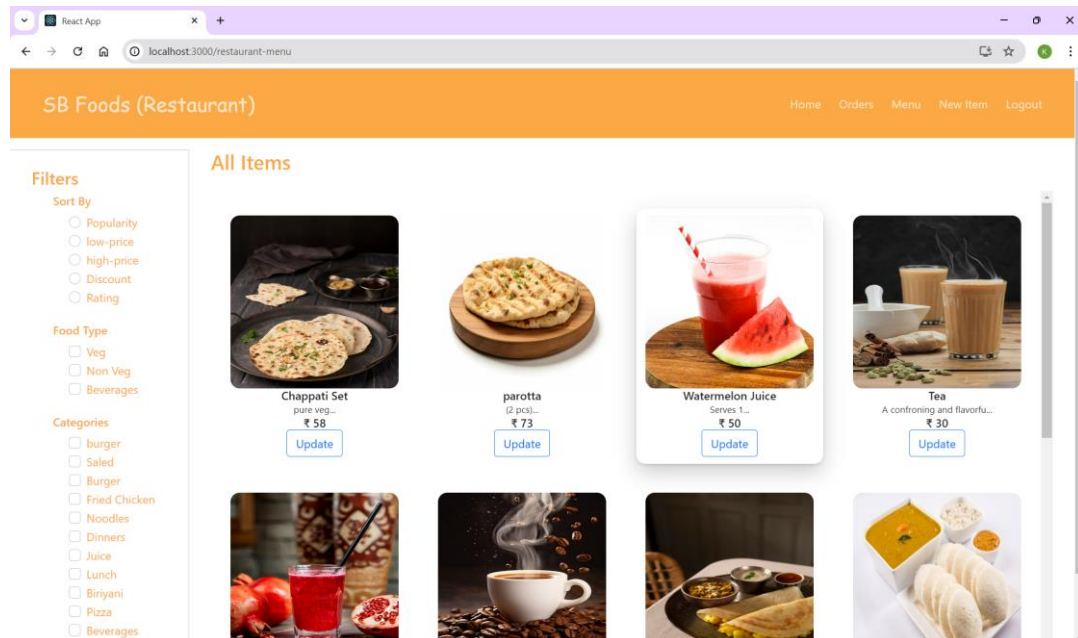 React App
localhost:3000/restaurant-menu
K
SB Foods (Restaurant)
Home Orders Menu New Item Logout
Filters
Sort By
Popularity
low-price
high-price
Discount
Rating
Food Type
Veg
Non Veg
Beverages
Categories
burger
Saled
Burger
Fried Chicken
Noodles
Dinners
Juice
Lunch
Biriyani
Pizza
Beverages
All Items
Chappati Set
pure veg...
₹ 58
Update
parotta
(2 pcs)...
₹ 73
Update
Watermelon Juice
Serves 1...
₹ 50
Update
Tea
A confroning and flavorfu...
₹ 30
Update